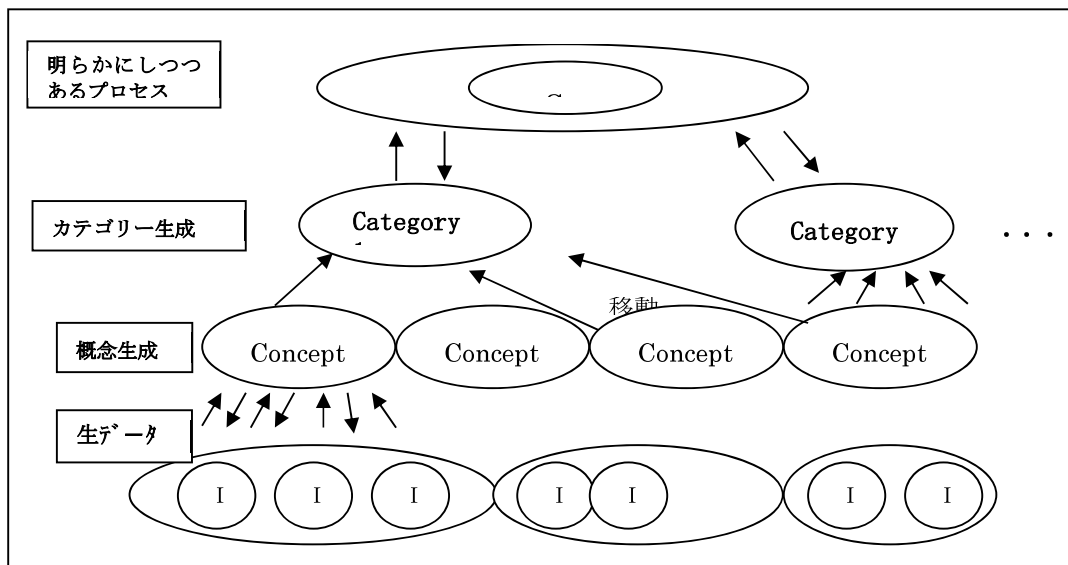 明らかにしつつ
あるプロセス
~
カテゴリー生成
Category
Category
. . .
移動
概念生成
Concept
Concept
Concept
Concept
生データ
I
I
I
I
I
I
I